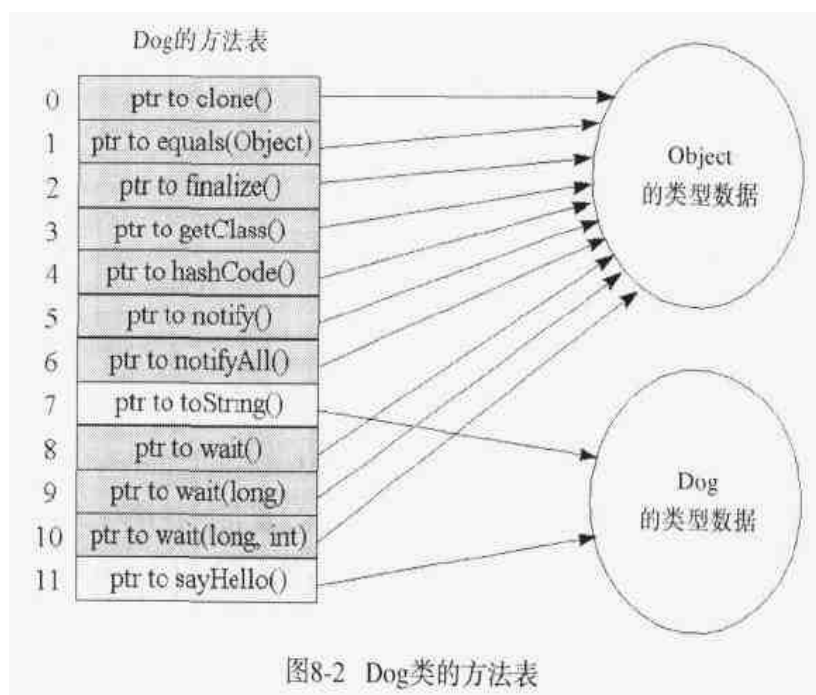 Dog的方法表
0 ptr to clone()
1 ptr to equals(Object)
2 ptr to finalize()
3 ptr to getClass()
4 ptr to hashCode()
5 ptr to notify()
6 ptr to notifyAll()
7 ptr to toString()
8 ptr to wait()
9 ptr to wait(long)
10 ptr to wait(long, int)
11 ptr to sayHello()
Object
的类型数据
Dog
的类型数据
图8-2 Dog类的方法表